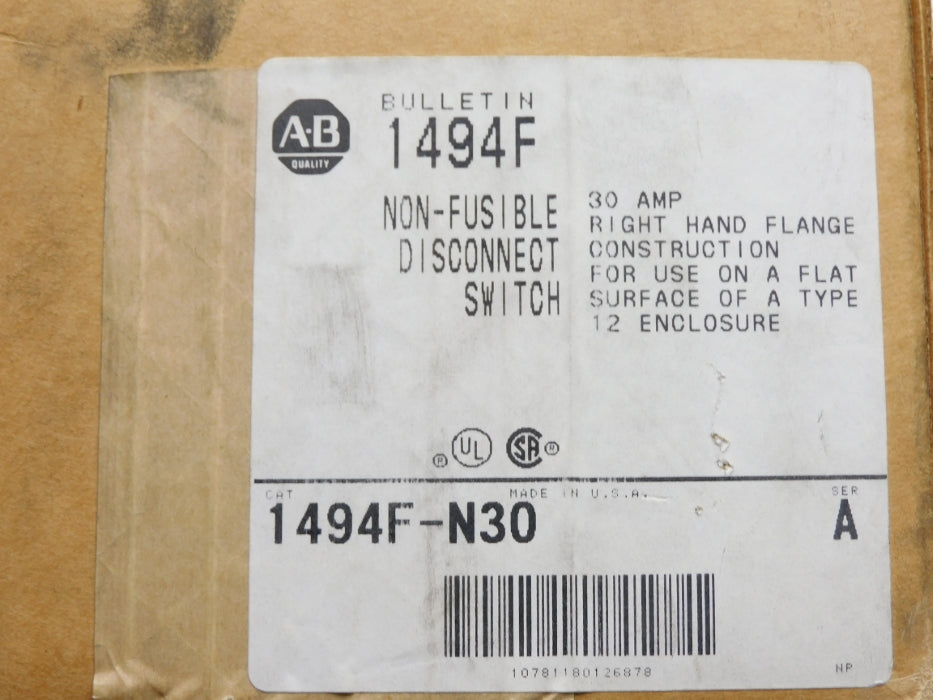 A·B
QUALITY
BULLETIN
1494F
NON-FUSIBLE
DISCONNECT
SWITCH
30 AMP
RIGHT HAND FLANGE
CONSTRUCTION
FOR USE ON A FLAT
SURFACE OF A TYPE
12 ENCLOSURE
® UL SA ®
CAT MADE IN U.S.A. SER
1494F-N30 A
10781180126878 NP